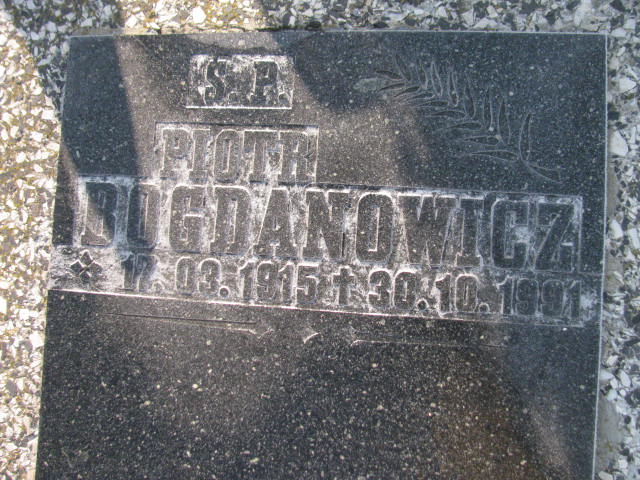 S. P.
PIOTR
BOGDANOWICZ
17. 03. 1915 † 30. 10. 1991